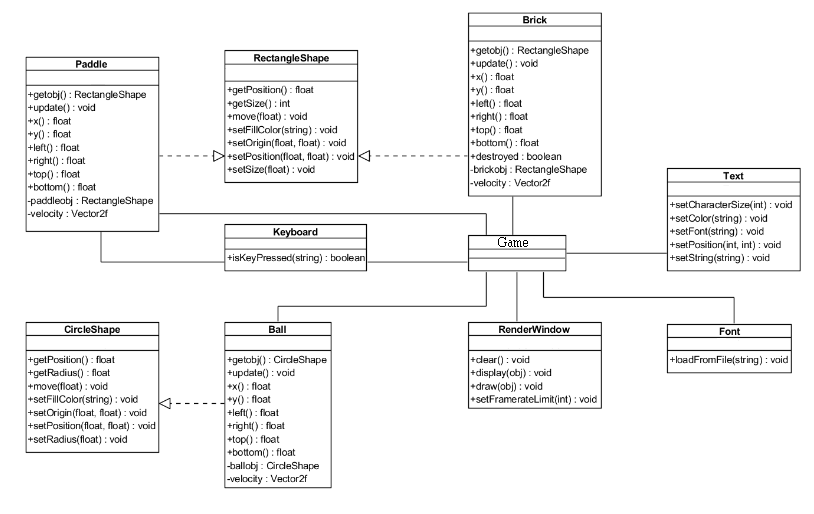 Paddle
+getobj() : RectangleShape
+update() : void
+x() : float
+y() : float
+left() : float
+right() : float
+top() : float
+bottom() : float
-paddleobj : RectangleShape
-velocity : Vector2f
RectangleShape
+getPosition() : float
+getSize() : int
+move(float) : void
+setFillColor(string) : void
+setOrigin(float, float) : void
+setPosition(float, float) : void
+setSize(float) : void
Brick
+getobj() : RectangleShape
+update() : void
+x() : float
+y() : float
+left() : float
+right() : float
+top() : float
+bottom() : float
+destroyed : boolean
-brickobj : RectangleShape
-velocity : Vector2f
Text
+setCharacterSize(int) : void
+setColor(string) : void
+setFont(string) : void
+setPosition(int, int) : void
+setString(string) : void
Keyboard
+isKeyPressed(string) : boolean
Game
CircleShape
+getPosition() : float
+getRadius() : float
+move(float) : void
+setFillColor(string) : void
+setOrigin(float, float) : void
+setPosition(float, float) : void
+setRadius(float) : void
Ball
+getobj() : CircleShape
+update() : void
+x() : float
+y() : float
+left() : float
+right() : float
+top() : float
+bottom() : float
-ballobj : CircleShape
-velocity : Vector2f
RenderWindow
+clear() : void
+display(obj) : void
+draw(obj) : void
+setFramerateLimit(int) : void
Font
+loadFromFile(string) : void